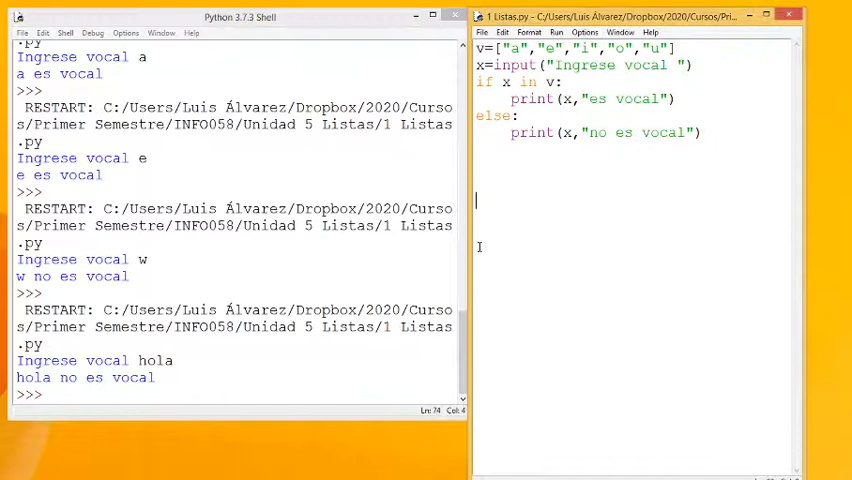 Python 3.7.3 Shell
File Edit Shell Debug Options Window Help
.py
Ingrese vocal a
a es vocal
>>>
RESTART: C:/Users/Luis Álvarez/Dropbox/2020/Curso
s/Primer Semestre/INFO058/Unidad 5 Listas/1 Listas
.py
Ingrese vocal e
e es vocal
>>>
RESTART: C:/Users/Luis Álvarez/Dropbox/2020/Curso
s/Primer Semestre/INFO058/Unidad 5 Listas/1 Listas
.py
Ingrese vocal w
w no es vocal
>>>
RESTART: C:/Users/Luis Álvarez/Dropbox/2020/Curso
s/Primer Semestre/INFO058/Unidad 5 Listas/1 Listas
.py
Ingrese vocal hola
hola no es vocal
>>>
Ln: 74 Col: 4
1 Listas.py - C:/Users/Luis Álvarez/Dropbox/2020/Cursos/Pri...
File Edit Format Run Options Window Help
v=["a","e","i","o","u"]
x=input("Ingrese vocal ")
if x in v:
    print(x,"es vocal")
else:
    print(x,"no es vocal")